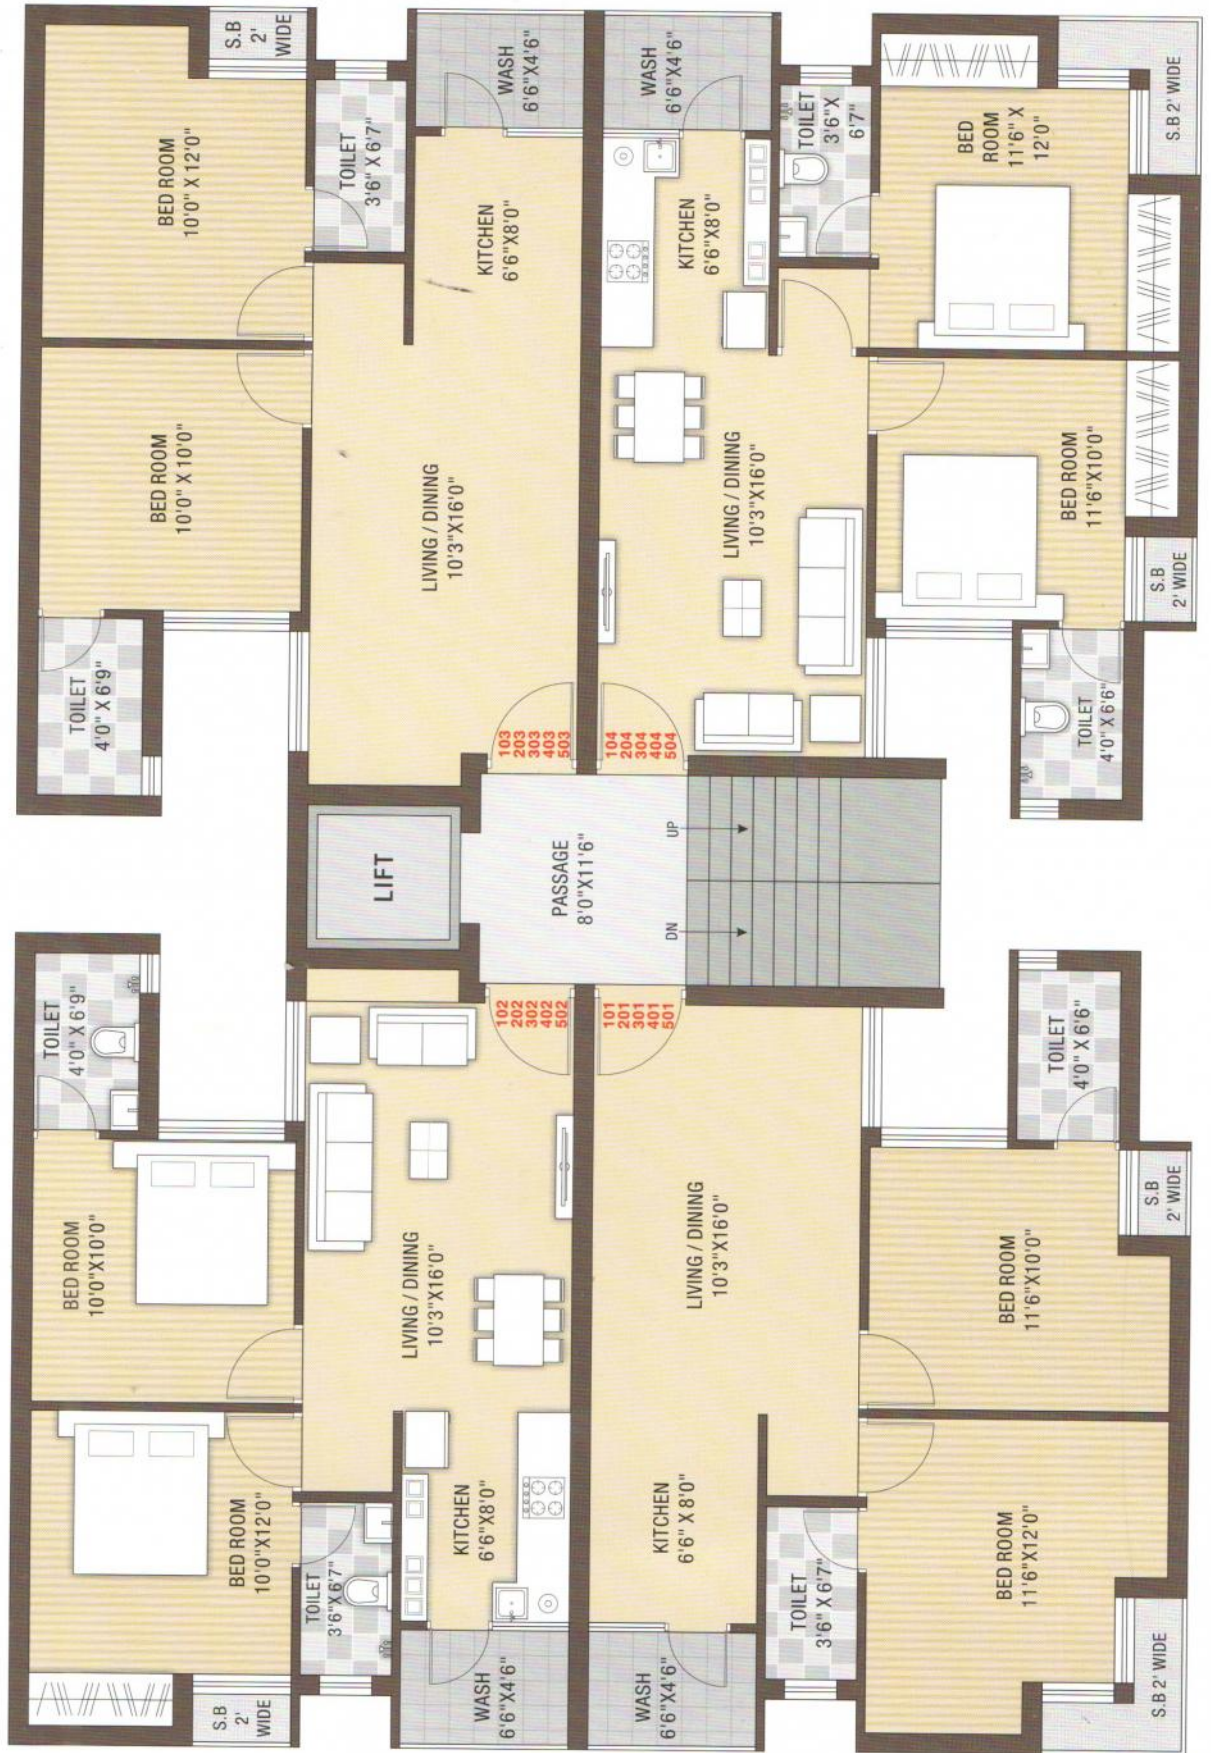 S.B
2'
WIDE
BED ROOM
10'0" X 12'0"
TOILET
3'6" X 6'7"
WASH
6'6"X4'6"
KITCHEN
6'6"X8'0"
BED ROOM
10'0" X 10'0"
LIVING / DINING
10'3"X16'0"
TOILET
4'0" X 6'9"
103
203
303
403
503
WASH
6'6"X4'6"
TOILET
3'6"X
6'7"
KITCHEN
6'6"X8'0"
BED
ROOM
11'6" X
12'0"
S.B 2' WIDE
LIVING / DINING
10'3"X16'0"
BED ROOM
11'6"X10'0"
S.B
2' WIDE
TOILET
4'0" X 6'6"
104
204
304
404
504
LIFT
PASSAGE
8'0"X11'6"
UP
DN
TOILET
4'0" X 6'9"
102
202
302
402
502
BED ROOM
10'0"X10'0"
LIVING / DINING
10'3"X16'0"
BED ROOM
10'0"X12'0"
TOILET
3'6"X6'7"
KITCHEN
6'6"X8'0"
S.B
2'
WIDE
WASH
6'6"X4'6"
101
201
301
401
501
TOILET
4'0" X 6'6"
LIVING / DINING
10'3"X16'0"
BED ROOM
11'6"X10'0"
S.B
2' WIDE
KITCHEN
6'6" X 8'0"
TOILET
3'6" X 6'7"
BED ROOM
11'6"X12'0"
WASH
6'6"X4'6"
S.B 2' WIDE